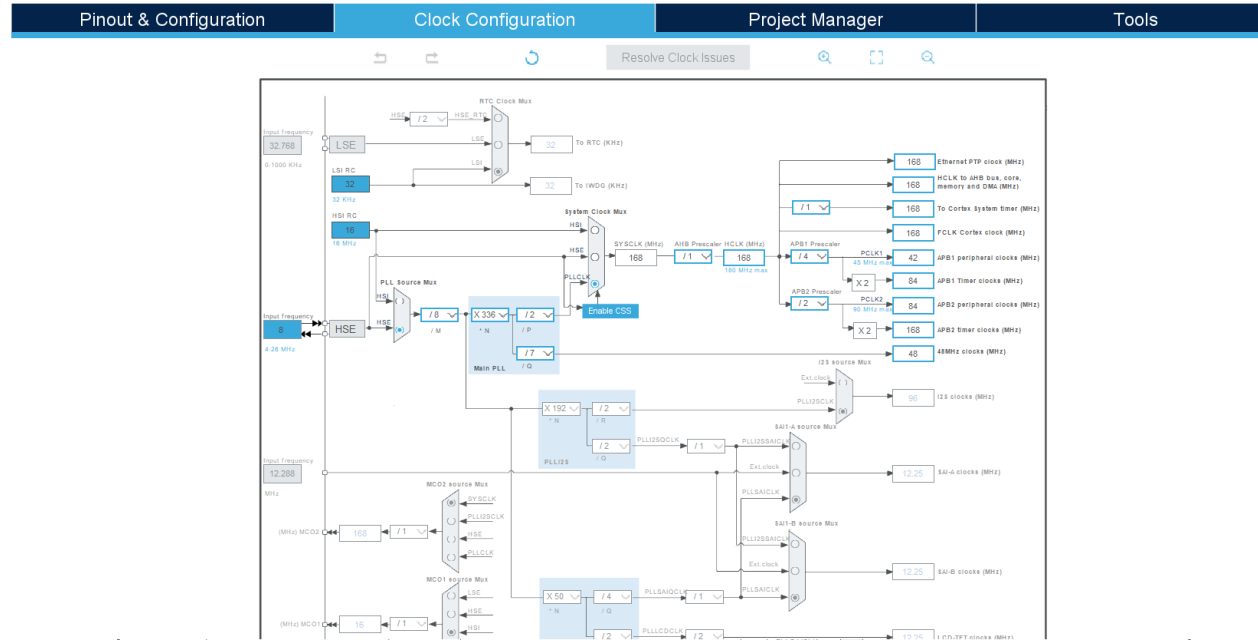 Pinout & Configuration
Clock Configuration
Project Manager
Tools
Resolve Clock Issues
RTC Clock Mux
HSE
/ 2
HSE_RTC
Input frequency
32.768
LSE
LSE
32
To RTC (KHz)
0-1000 KHz
LSI RC
LSI
32
32
To IWDG (KHz)
32 KHz
168
Ethernet PTP clock (MHz)
168
HCLK to AHB bus, core,
memory and DMA (MHz)
/ 1
168
To Cortex System timer (MHz)
168
FCLK Cortex clock (MHz)
HSI RC
16
16 MHz
System Clock Mux
HSI
HSE
PLLCLK
SYSCLK (MHz)
168
AHB Prescaler
/ 1
HCLK (MHz)
168
180 MHz max
APB1 Prescaler
/ 4
PCLK1
45 MHz max
42
APB1 peripheral clocks (MHz)
X 2
84
APB1 Timer clocks (MHz)
APB2 Prescaler
/ 2
PCLK2
90 MHz max
84
APB2 peripheral clocks (MHz)
X 2
168
APB2 timer clocks (MHz)
Enable CSS
PLL Source Mux
HSI
HSE
Input frequency
8
HSE
4-26 MHz
/ 8
/ M
X 336
* N
/ 2
/ P
/ 7
/ Q
Main PLL
48
48MHz clocks (MHz)
I2S source Mux
Ext.clock
PLLI2SCLK
96
I2S clocks (MHz)
X 192
* N
/ 2
/ R
/ 2
/ Q
PLLI2S
PLLI2SQCLK
/ 1
SAI1-A source Mux
PLLI2SSAICLK
Ext.clock
PLLSAICLK
12.25
SAI-A clocks (MHz)
Input frequency
12.288
MHz
MCO2 source Mux
SYSCLK
PLLI2SCLK
HSE
PLLCLK
(MHz) MCO2
168
/ 1
SAI1-B source Mux
PLLI2SSAICLK
Ext.clock
PLLSAICLK
12.25
SAI-B clocks (MHz)
MCO1 source Mux
LSE
HSE
HSI
(MHz) MCO1
16
/ 1
X 50
* N
/ 4
/ Q
PLLSAIQCLK
/ 1
/ 2
PLLLCDCLK
/ 2
12.25
LCD-TFT clocks (MHz)